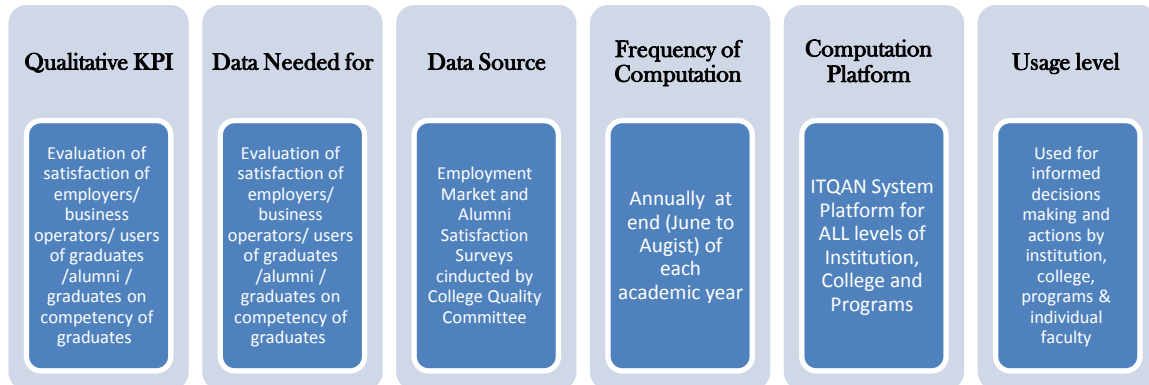 Qualitative KPI
Evaluation of
satisfaction of
employers/
business
operators/ users
of graduates
/alumni /
graduates on
competency of
graduates
Data Needed for
Evaluation of
satisfaction of
employers/
business
operators/ users
of graduates
/alumni /
graduates on
competency of
graduates
Data Source
Employment
Market and
Alumni
Satisfaction
Surveys
cinducted by
College Quality
Committee
Frequency of
Computation
Annually at
end (June to
Augist) of
each
academic year
Computation
Platform
ITQAN System
Platform for
ALL levels of
Institution,
College and
Programs
Usage level
Used for
informed
decisions
making and
actions by
institution,
college,
programs &
individual
faculty